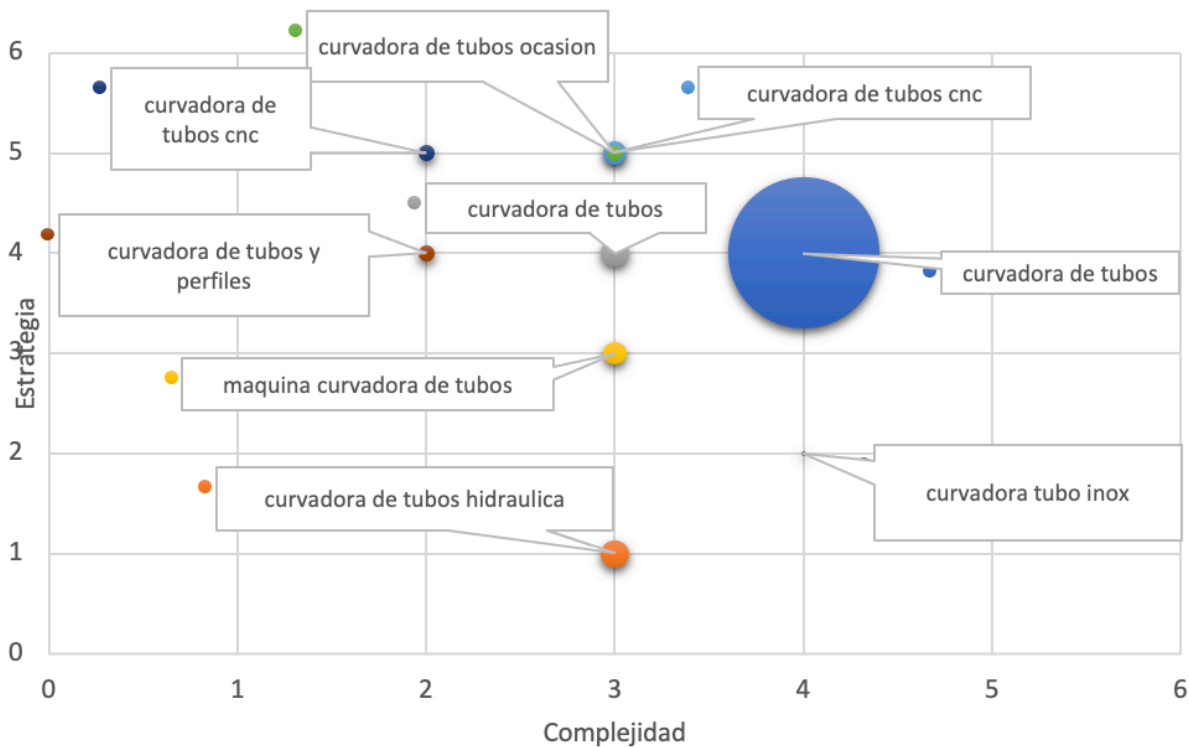 6
curvadora de tubos ocasion
curvadora de
tubos cnc
curvadora de tubos cnc
5
curvadora de tubos
4
curvadora de tubos y
perfiles
curvadora de tubos
Estrategia
3
maquina curvadora de tubos
2
curvadora de tubos hidraulica
curvadora tubo inox
1
0
0 1 2 3 4 5 6
Complejidad